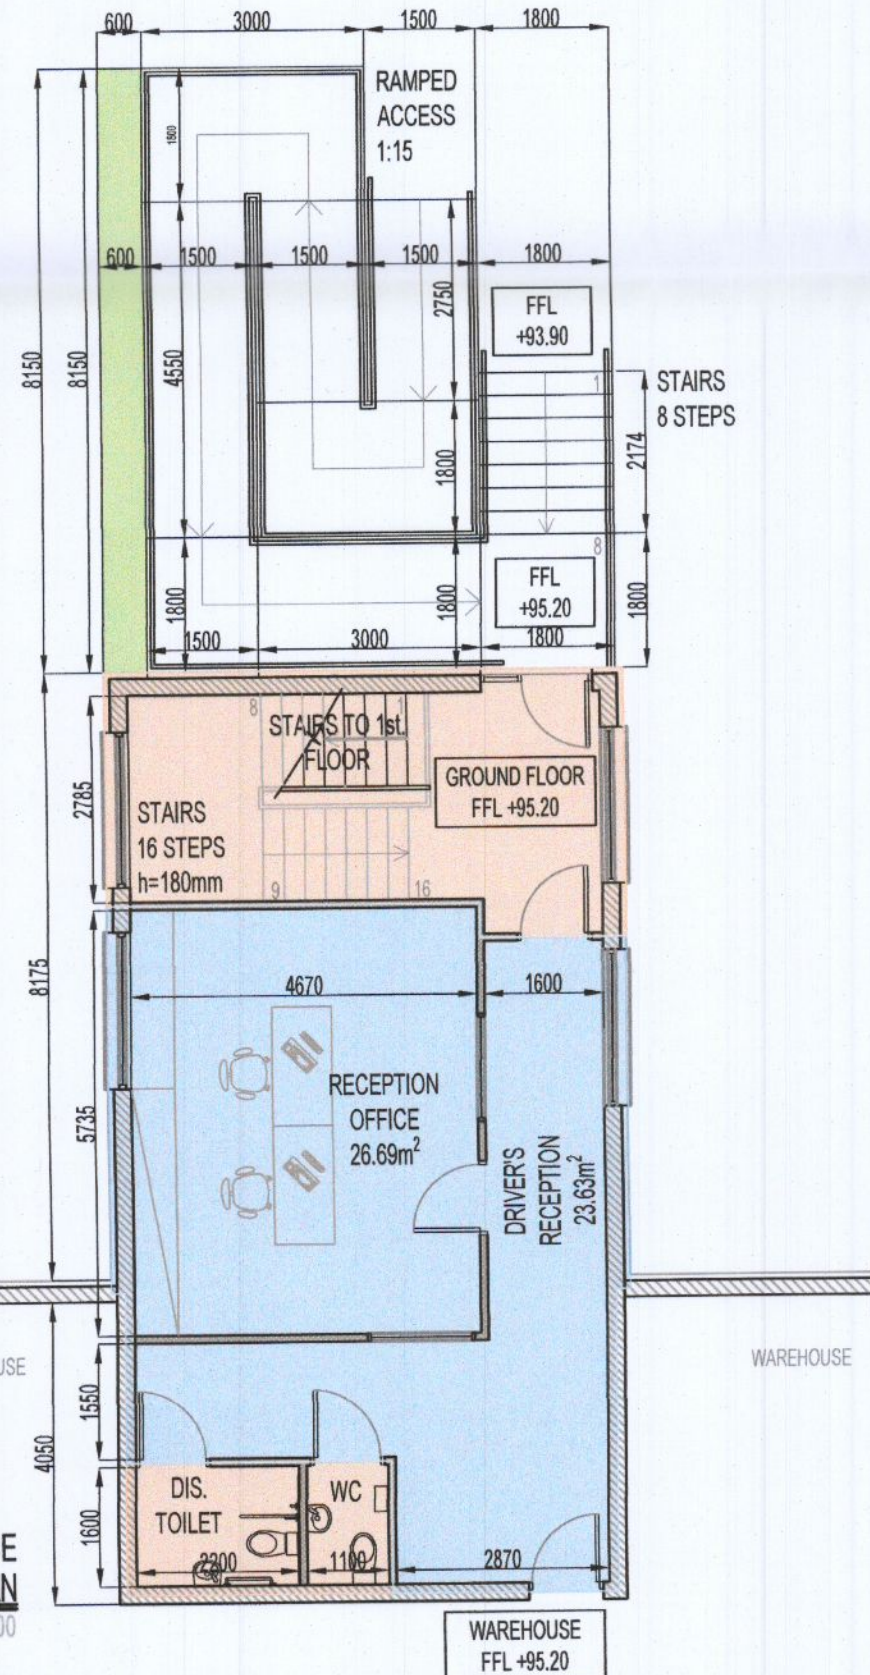 600
3000
1500
1800
RAMPED
ACCESS
1:15
1800
600
1500
1500
1500
1800
2750
FFL
+93.90
8150
8150
4550
1
STAIRS
8 STEPS
2174
1800
8
FFL
+95.20
1800
1800
1800
1500
3000
1800
8
1
STAIRS TO 1st.
FLOOR
GROUND FLOOR
FFL +95.20
2785
STAIRS
16 STEPS
h=180mm
9
16
8175
4670
1600
5735
RECEPTION
OFFICE
26.69m²
DRIVER'S
RECEPTION
23.63m²
USE
WAREHOUSE
1550
4050
DIS.
TOILET
WC
1600
E
N
00
2200
1100
2870
WAREHOUSE
FFL +95.20